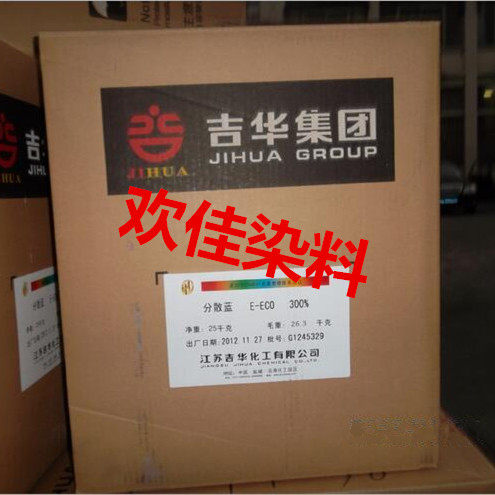 吉华集团
JIHUA GROUP
JIHUA
欢佳染料
分散蓝 E-ECO 300%
净重：25千克 毛重：26.3 千克
出厂日期：2012 11 27 批号：G1245329
江苏吉华化工有限公司
JIANGSU JIHUA CHEMICAL CO.,LTD